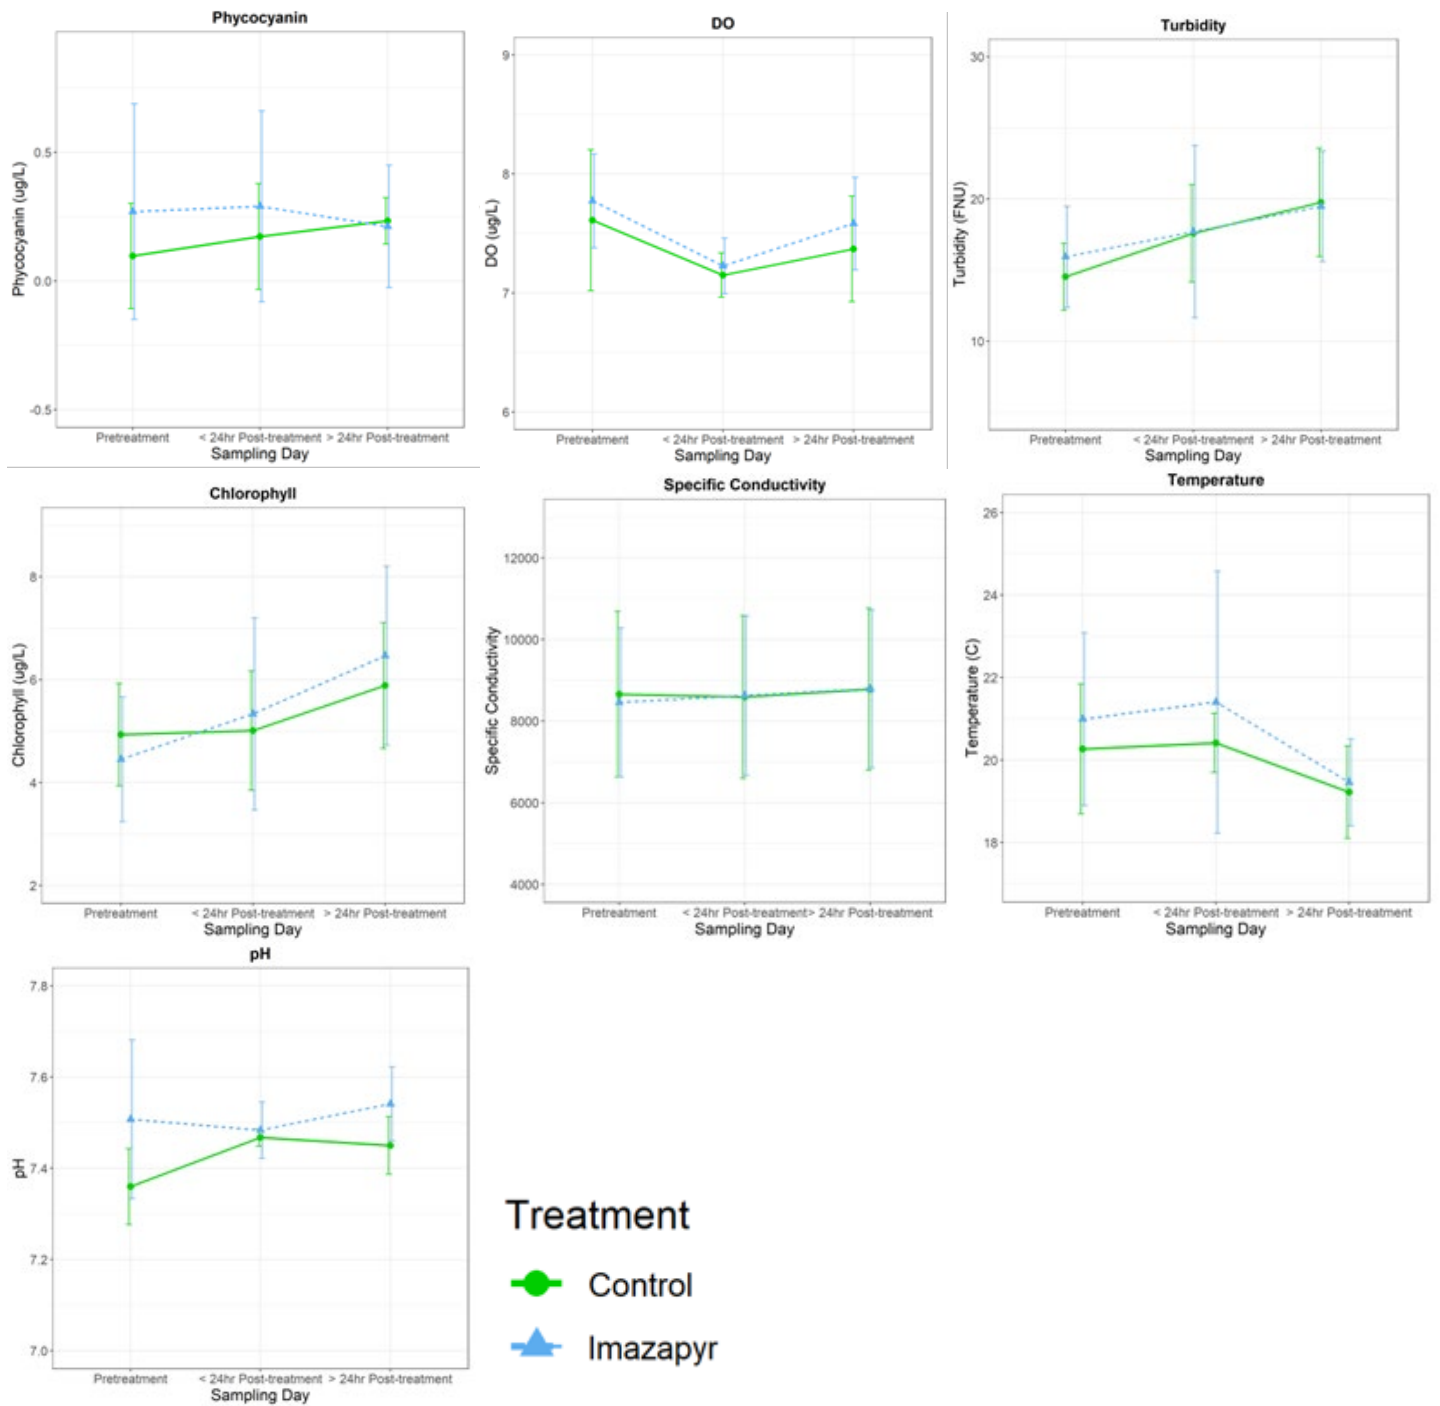 Phycocyanin
Phycocyanin (ug/L)
0.5
0.0
-0.5
Pretreatment
< 24hr Post-treatment
> 24hr Post-treatment
Sampling Day
DO
DO (ug/L)
9
8
7
6
Pretreatment
< 24hr Post-treatment
> 24hr Post-treatment
Sampling Day
Turbidity
Turbidity (FNU)
30
20
10
Pretreatment
< 24hr Post-treatment
> 24hr Post-treatment
Sampling Day
Chlorophyll
Chlorophyll (ug/L)
8
6
4
2
Pretreatment
< 24hr Post-treatment
> 24hr Post-treatment
Sampling Day
Specific Conductivity
Specific Conductivity
12000
10000
8000
6000
4000
Pretreatment
< 24hr Post-treatment
> 24hr Post-treatment
Sampling Day
Temperature
Temperature (C)
26
24
22
20
18
Pretreatment
< 24hr Post-treatment
> 24hr Post-treatment
Sampling Day
pH
pH
7.8
7.6
7.4
7.2
7.0
Pretreatment
< 24hr Post-treatment
> 24hr Post-treatment
Sampling Day
Treatment
Control
Imazapyr